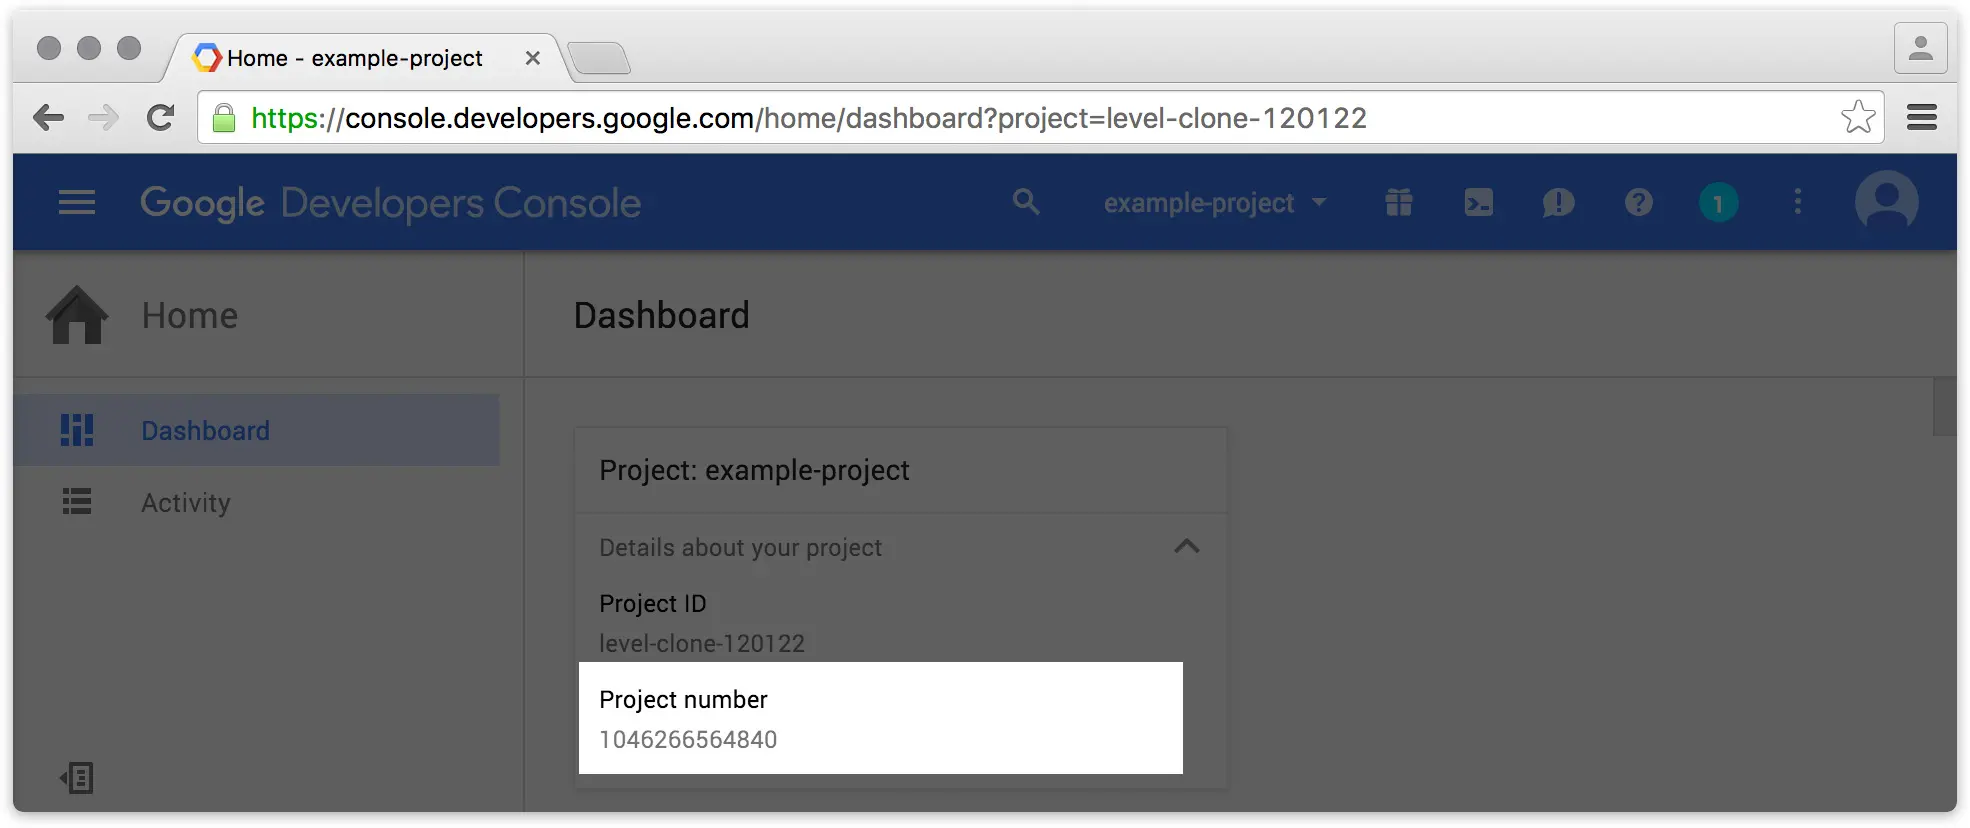 Home - example-project
https://console.developers.google.com/home/dashboard?project=level-clone-120122
Google Developers Console
example-project
1
Home
Dashboard
Dashboard
Activity
Project: example-project
Details about your project
Project ID
level-clone-120122
Project number
1046266564840